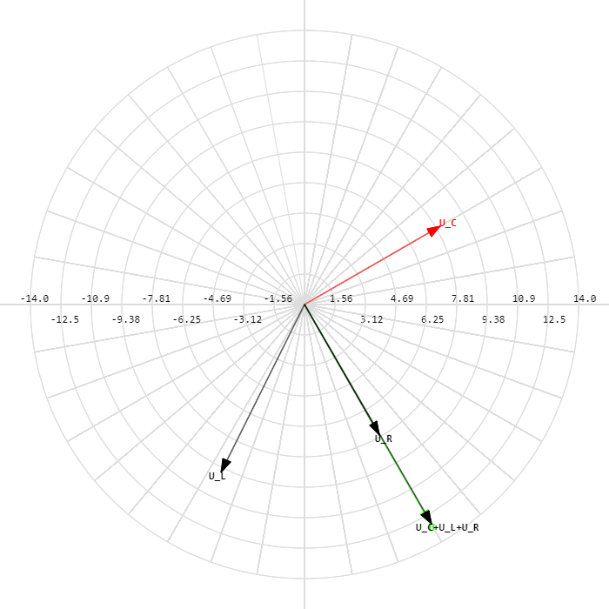 U_C
-14.0 -10.9 -7.81 -4.69 -1.56 1.56 4.69 7.81 10.9 14.0
-12.5 -9.38 -6.25 -3.12 3.12 6.25 9.38 12.5
U_R
U_L
U_C+U_L+U_R